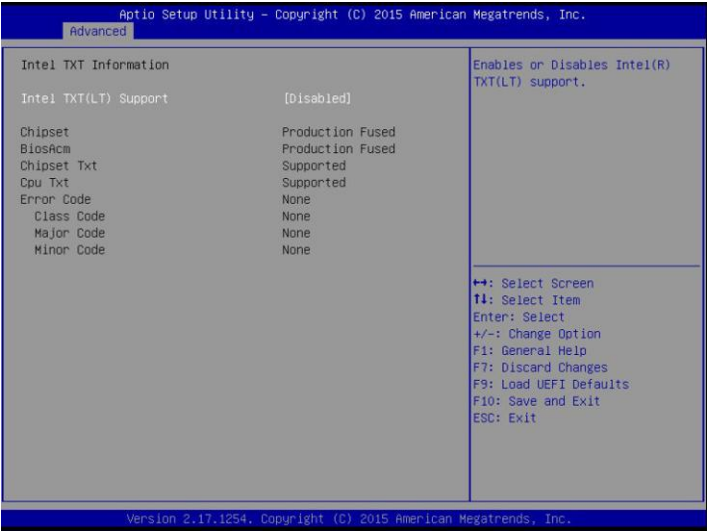 Aptio Setup Utility – Copyright (C) 2015 American Megatrends, Inc.
Advanced
Intel TXT Information
Intel TXT(LT) Support [Disabled]
Chipset Production Fused
BiosAcm Production Fused
Chipset Txt Supported
Cpu Txt Supported
Error Code None
Class Code None
Major Code None
Minor Code None
Enables or Disables Intel(R)
TXT(LT) support.
↔: Select Screen
↑↓: Select Item
Enter: Select
+/-: Change Option
F1: General Help
F7: Discard Changes
F9: Load UEFI Defaults
F10: Save and Exit
ESC: Exit
Version 2.17.1254. Copyright (C) 2015 American Megatrends, Inc.